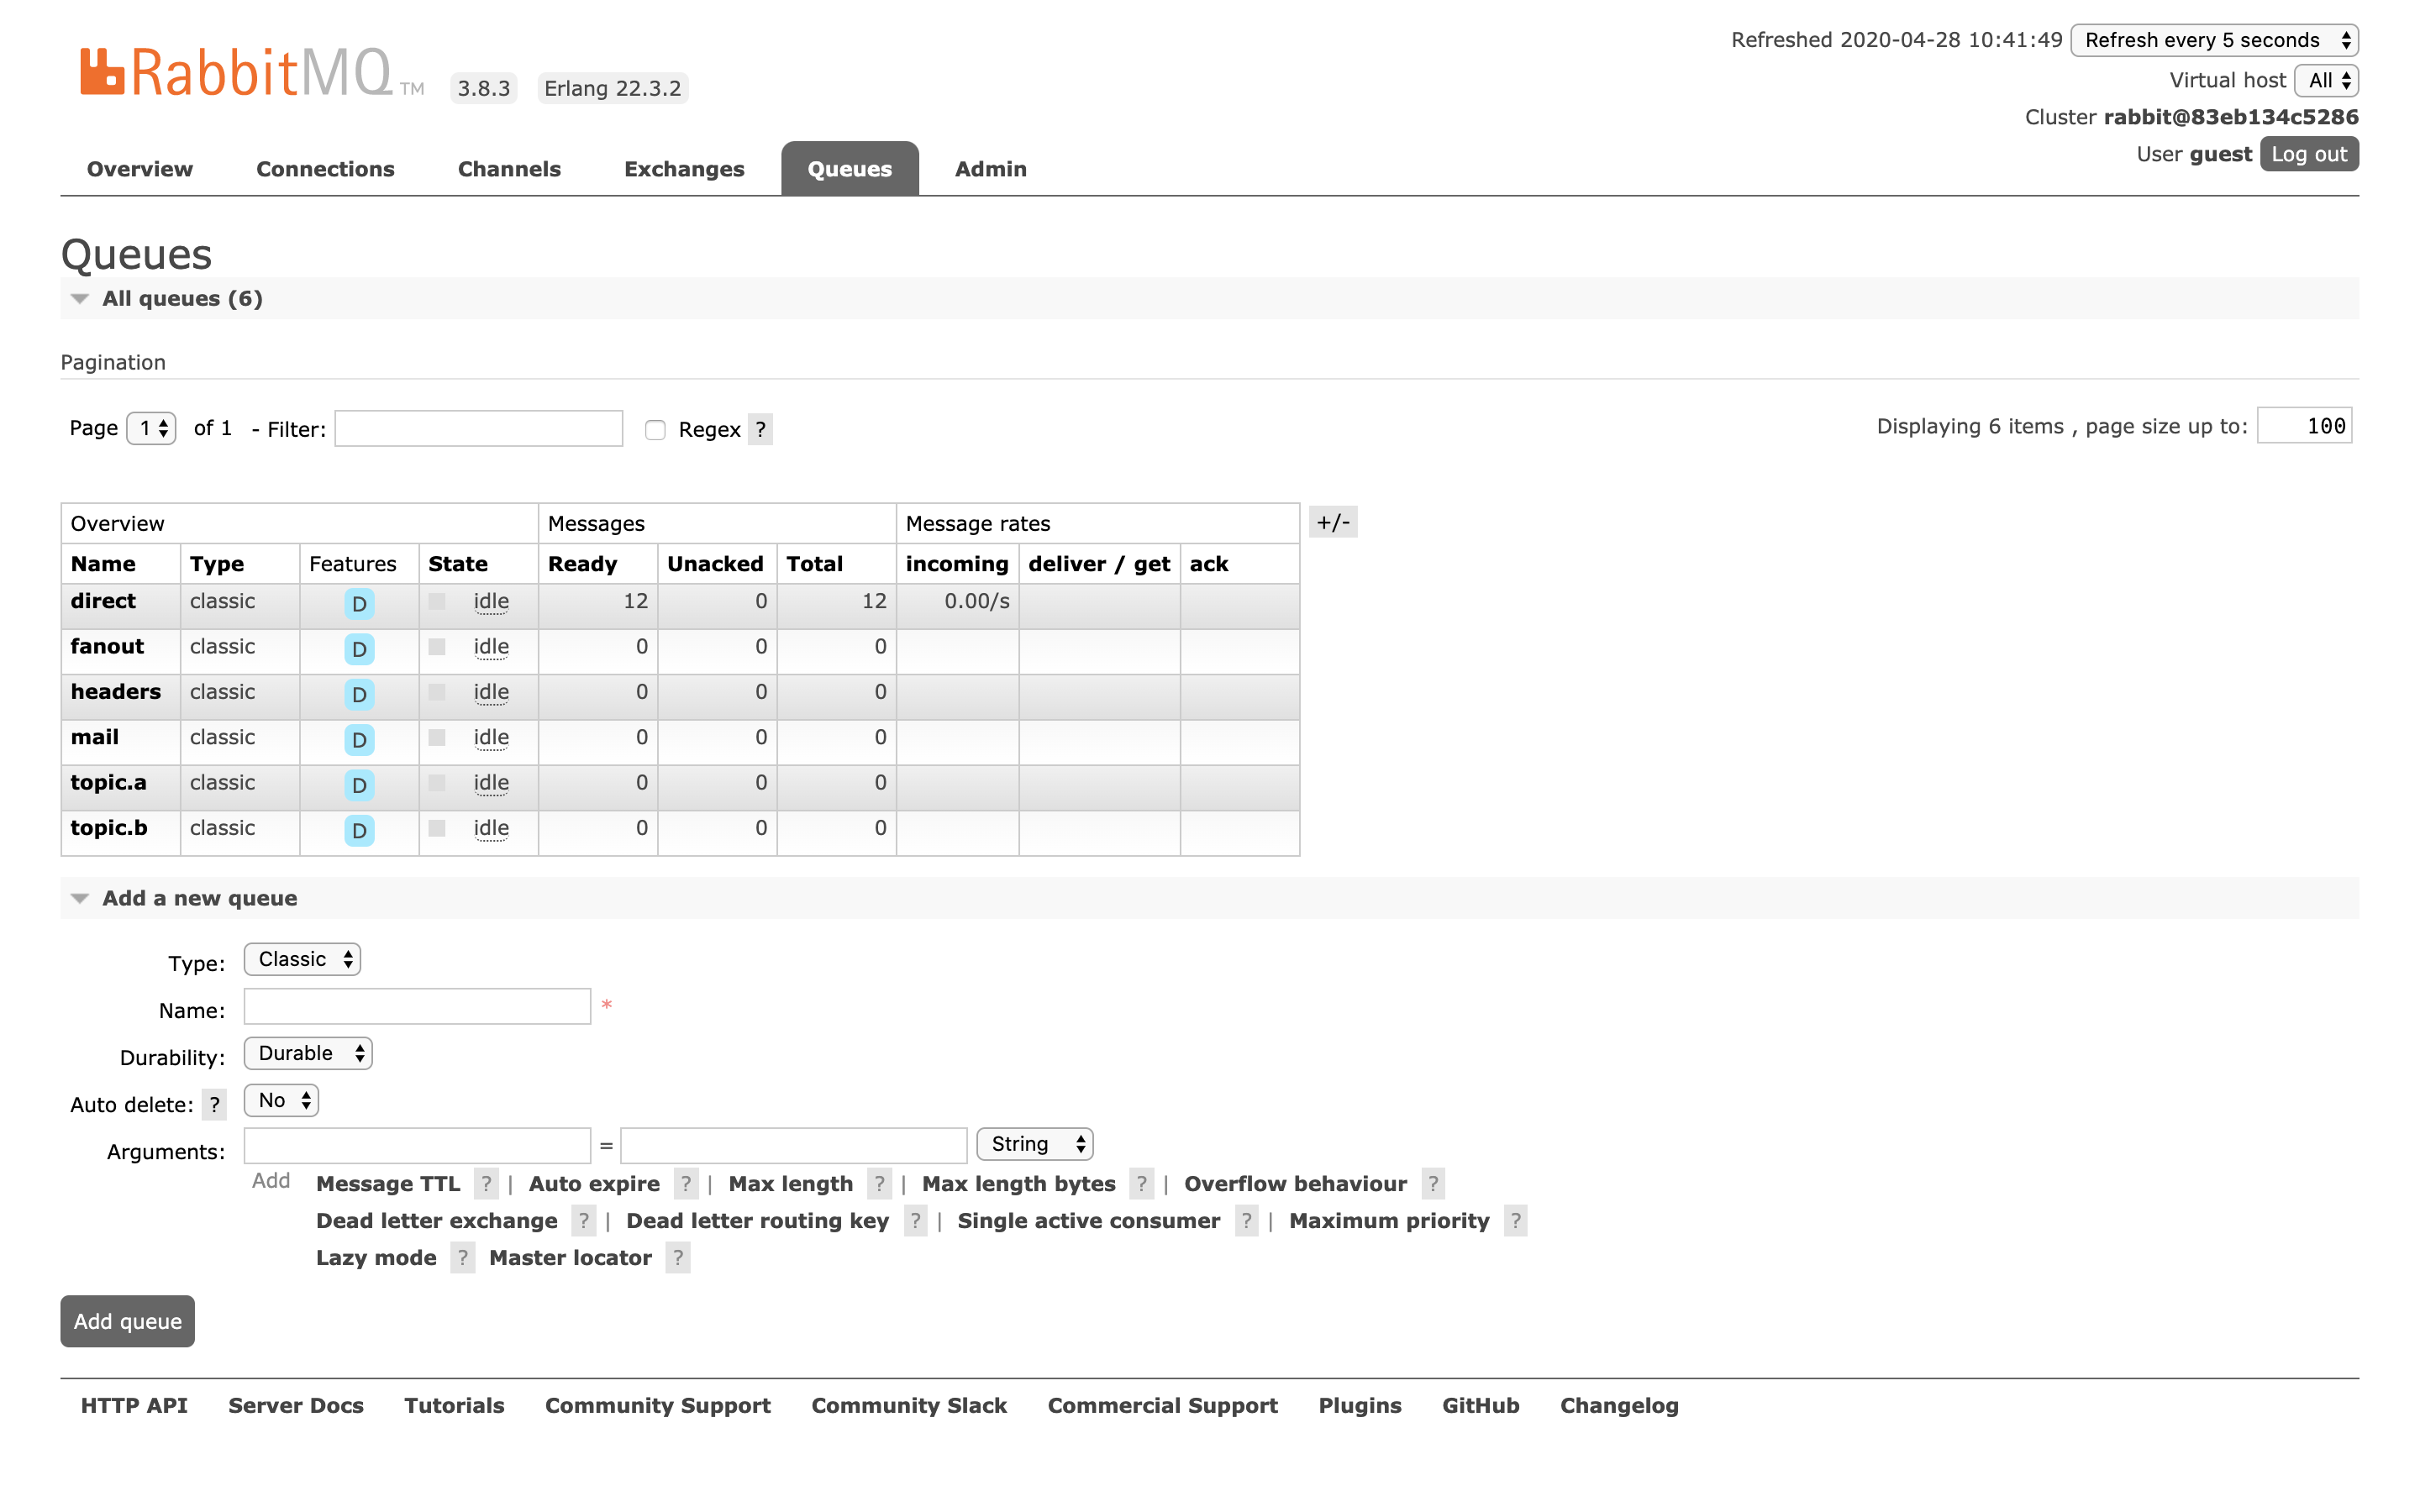 RabbitMQ TM 3.8.3 Erlang 22.3.2
Refreshed 2020-04-28 10:41:49 Refresh every 5 seconds
Virtual host All
Cluster rabbit@83eb134c5286
User guest Log out
Overview Connections Channels Exchanges Queues Admin
Queues
All queues (6)
Pagination
Page 1 of 1 - Filter: Regex ? Displaying 6 items , page size up to: 100
Overview Messages Message rates +/-
Name Type Features State Ready Unacked Total incoming deliver / get ack
direct classic D idle 12 0 12 0.00/s
fanout classic D idle 0 0 0
headers classic D idle 0 0 0
mail classic D idle 0 0 0
topic.a classic D idle 0 0 0
topic.b classic D idle 0 0 0
Add a new queue
Type: Classic
Name: *
Durability: Durable
Auto delete: ? No
Arguments: = String
Add Message TTL ? | Auto expire ? | Max length ? | Max length bytes ? | Overflow behaviour ?
Dead letter exchange ? | Dead letter routing key ? | Single active consumer ? | Maximum priority ?
Lazy mode ? Master locator ?
Add queue
HTTP API Server Docs Tutorials Community Support Community Slack Commercial Support Plugins GitHub Changelog